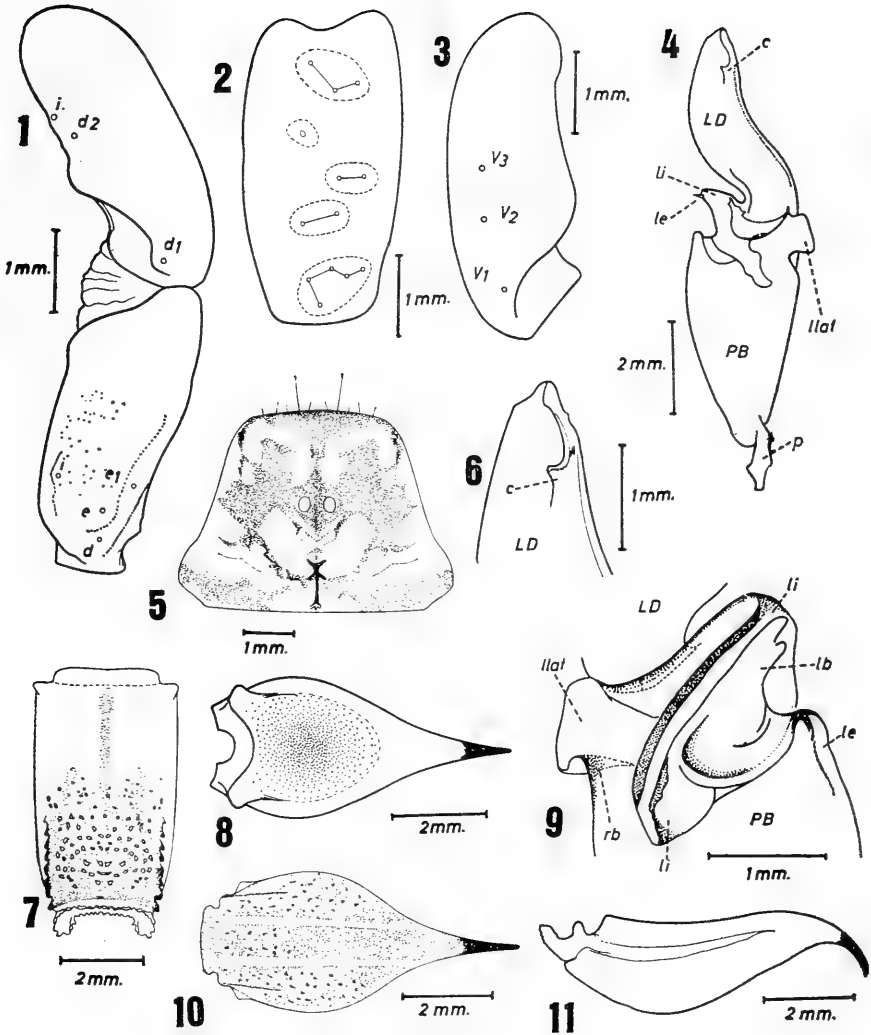 1
i.
d2
d1
1mm.
i
e1
e
d
2
1mm.
3
1mm.
V3
V2
V1
4
c
LD
li
le
llat
PB
2mm.
p
5
1mm.
6
c
LD
1mm.
7
2mm.
8
2mm.
9
LD
li
llat
lb
le
rb
li
PB
1mm.
10
2mm.
11
2mm.